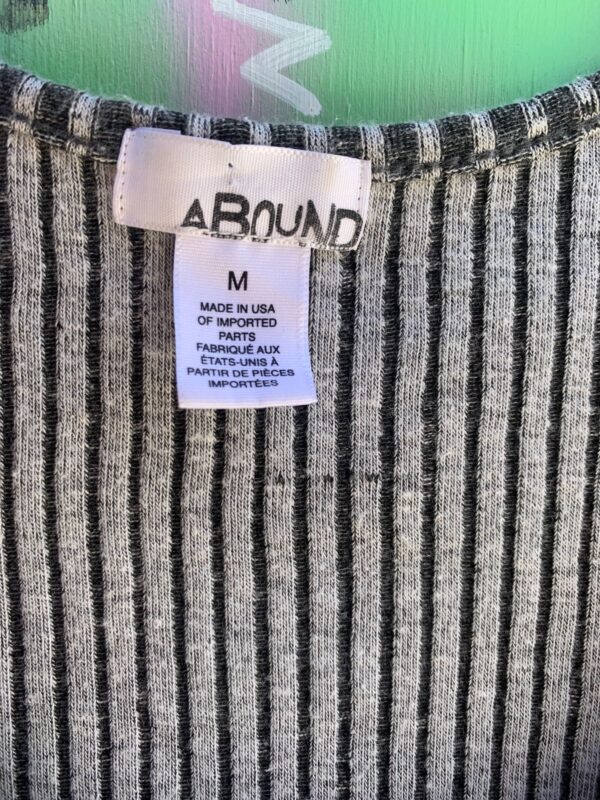 ABOUND
M
MADE IN USA
OF IMPORTED
PARTS
FABRIQUÉ AUX
ÉTATS-UNIS À
PARTIR DE PIÈCES
IMPORTÉES